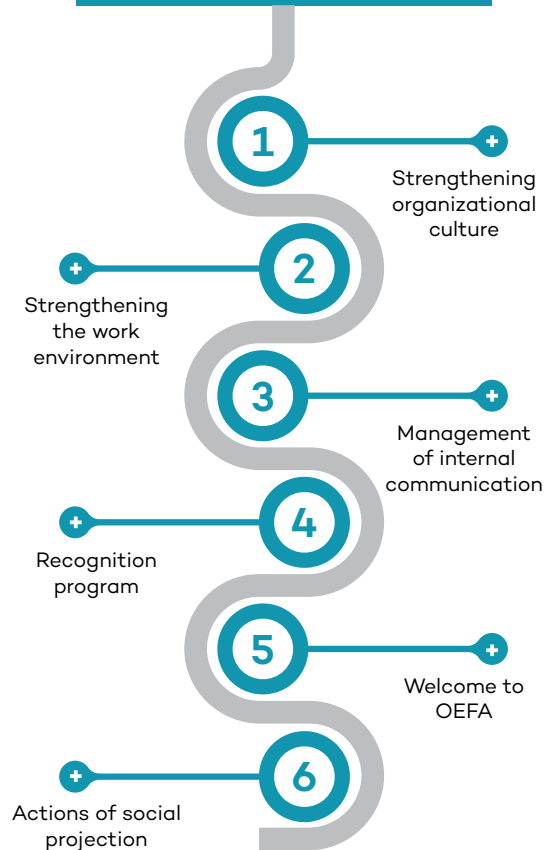 1
Strengthening
organizational
culture
2
Strengthening
the work
environment
3
Management
of internal
communication
4
Recognition
program
5
Welcome to
OEFA
6
Actions of social
projection